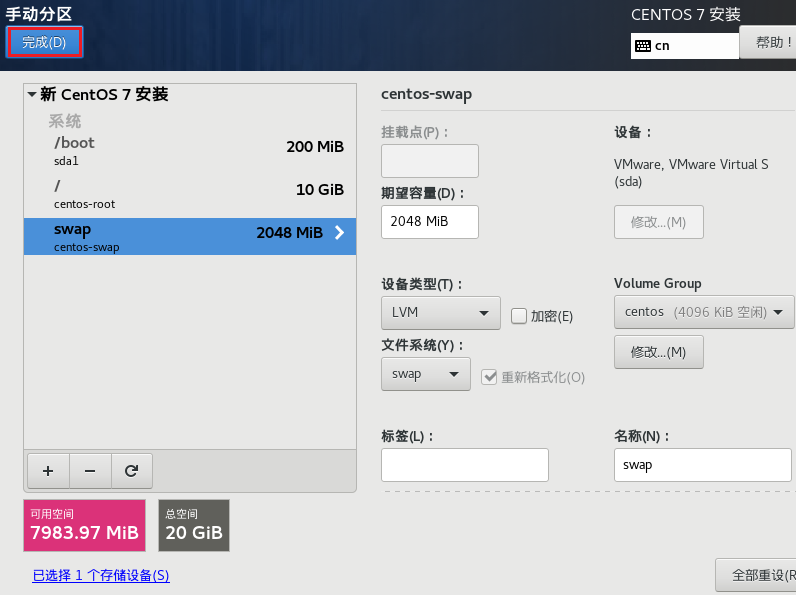 手动分区
CENTOS 7 安装
完成(D)
cn
帮助！
新 CentOS 7 安装
系统
/boot
200 MiB
sda1
/
10 GiB
centos-root
swap
2048 MiB
centos-swap
centos-swap
挂载点(P)：
设备：
VMware, VMware Virtual S
(sda)
期望容量(D)：
2048 MiB
修改...(M)
设备类型(T)：
Volume Group
LVM
加密(E)
centos (4096 KiB 空闲)
文件系统(Y)：
修改...(M)
swap
重新格式化(O)
标签(L)：
名称(N)：
swap
可用空间
7983.97 MiB
总空间
20 GiB
已选择 1 个存储设备(S)
全部重设(R